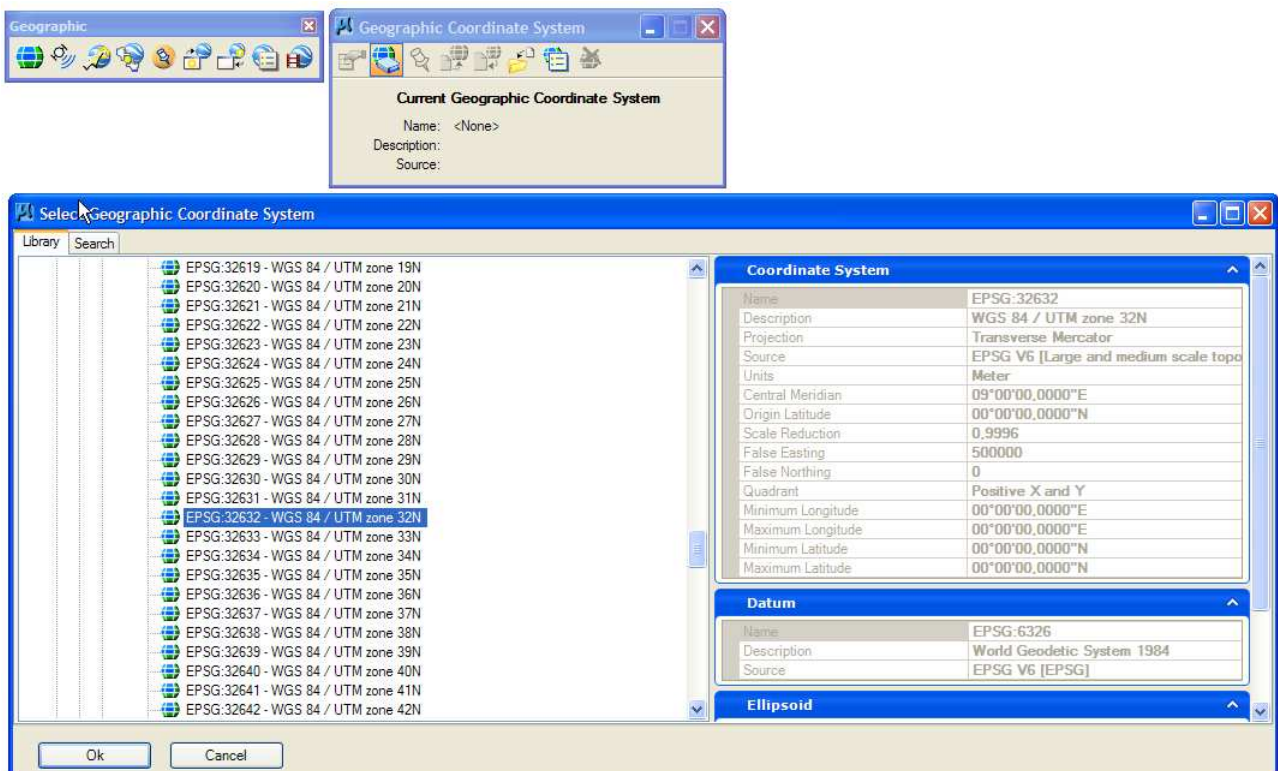 Geographic
Geographic Coordinate System
Current Geographic Coordinate System
Name: <None>
Description:
Source:
Select Geographic Coordinate System
Library Search
EPSG:32619 - WGS 84 / UTM zone 19N
EPSG:32620 - WGS 84 / UTM zone 20N
EPSG:32621 - WGS 84 / UTM zone 21N
EPSG:32622 - WGS 84 / UTM zone 22N
EPSG:32623 - WGS 84 / UTM zone 23N
EPSG:32624 - WGS 84 / UTM zone 24N
EPSG:32625 - WGS 84 / UTM zone 25N
EPSG:32626 - WGS 84 / UTM zone 26N
EPSG:32627 - WGS 84 / UTM zone 27N
EPSG:32628 - WGS 84 / UTM zone 28N
EPSG:32629 - WGS 84 / UTM zone 29N
EPSG:32630 - WGS 84 / UTM zone 30N
EPSG:32631 - WGS 84 / UTM zone 31N
EPSG:32632 - WGS 84 / UTM zone 32N
EPSG:32633 - WGS 84 / UTM zone 33N
EPSG:32634 - WGS 84 / UTM zone 34N
EPSG:32635 - WGS 84 / UTM zone 35N
EPSG:32636 - WGS 84 / UTM zone 36N
EPSG:32637 - WGS 84 / UTM zone 37N
EPSG:32638 - WGS 84 / UTM zone 38N
EPSG:32639 - WGS 84 / UTM zone 39N
EPSG:32640 - WGS 84 / UTM zone 40N
EPSG:32641 - WGS 84 / UTM zone 41N
EPSG:32642 - WGS 84 / UTM zone 42N
Coordinate System
Name EPSG:32632
Description WGS 84 / UTM zone 32N
Projection Transverse Mercator
Source EPSG V6 [Large and medium scale topo
Units Meter
Central Meridian 09°00'00,0000"E
Origin Latitude 00°00'00,0000"N
Scale Reduction 0,9996
False Easting 500000
False Northing 0
Quadrant Positive X and Y
Minimum Longitude 00°00'00,0000"E
Maximum Longitude 00°00'00,0000"E
Minimum Latitude 00°00'00,0000"N
Maximum Latitude 00°00'00,0000"N
Datum
Name EPSG:6326
Description World Geodetic System 1984
Source EPSG V6 [EPSG]
Ellipsoid
Ok Cancel